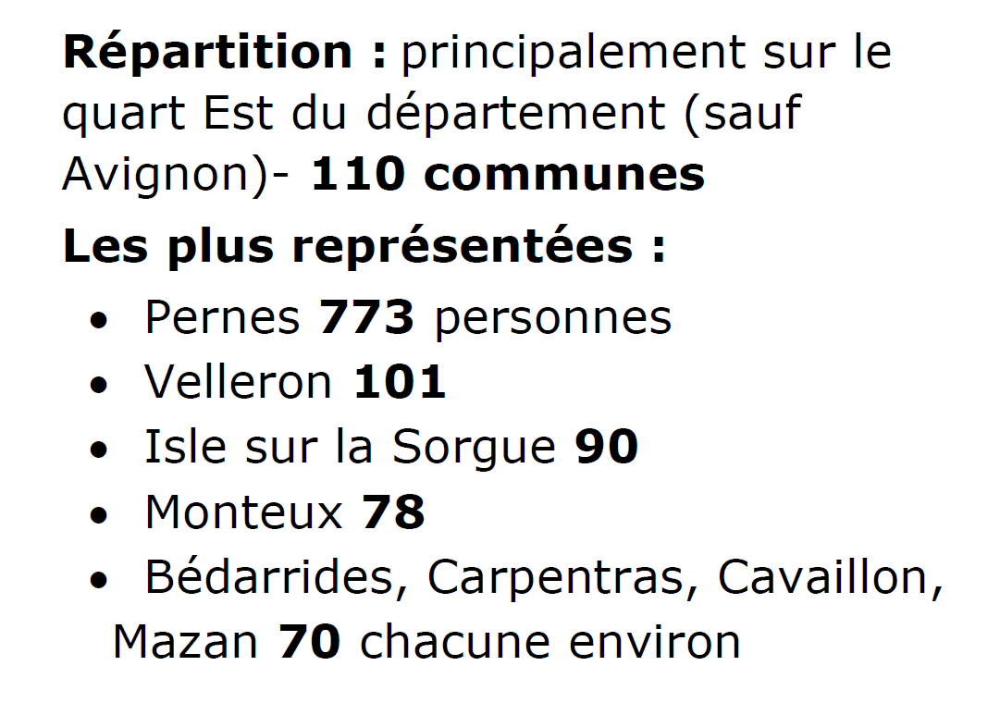 Répartition : principalement sur le
quart Est du département (sauf
Avignon)- 110 communes
Les plus représentées :
• Pernes 773 personnes
• Velleron 101
• Isle sur la Sorgue 90
• Monteux 78
• Bédarrides, Carpentras, Cavaillon,
Mazan 70 chacune environ